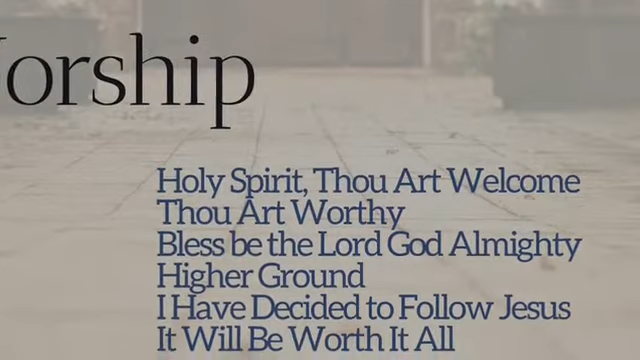 orship
Holy Spirit, Thou Art Welcome
Thou Art Worthy
Bless be the Lord God Almighty
Higher Ground
I Have Decided to Follow Jesus
It Will Be Worth It All